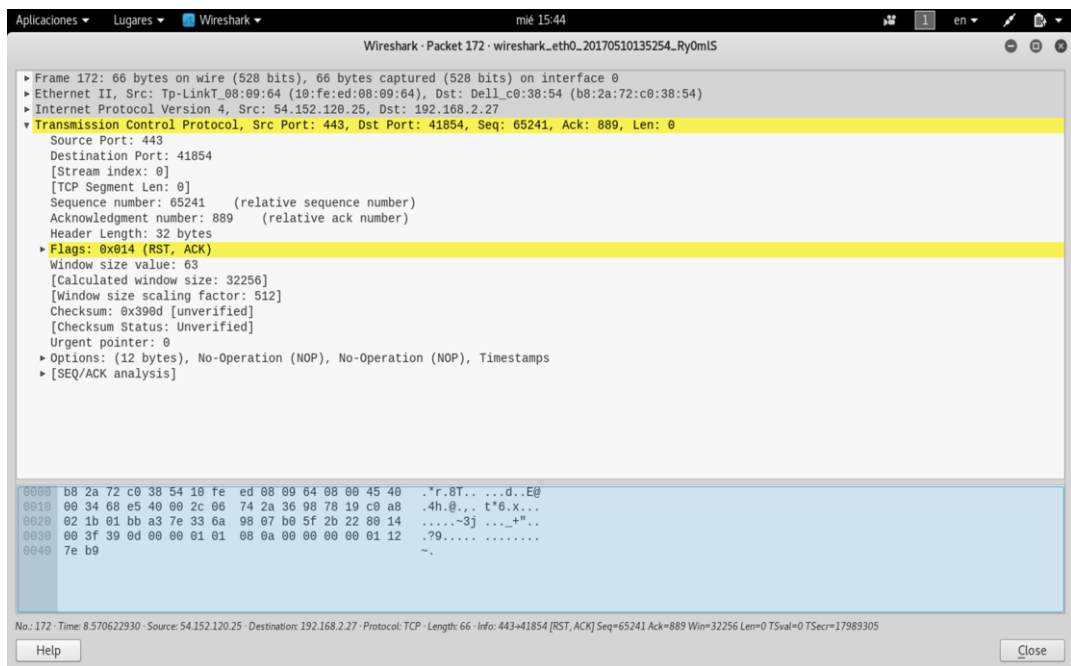 Aplicaciones ▾ Lugares ▾ Wireshark ▾ mié 15:44 1 en ▾
Wireshark · Packet 172 · wireshark_eth0_20170510135254_Ry0mlS
▸ Frame 172: 66 bytes on wire (528 bits), 66 bytes captured (528 bits) on interface 0
▸ Ethernet II, Src: Tp-LinkT_08:09:64 (10:fe:ed:08:09:64), Dst: Dell_c0:38:54 (b8:2a:72:c0:38:54)
▸ Internet Protocol Version 4, Src: 54.152.120.25, Dst: 192.168.2.27
▾ Transmission Control Protocol, Src Port: 443, Dst Port: 41854, Seq: 65241, Ack: 889, Len: 0
Source Port: 443
Destination Port: 41854
[Stream index: 0]
[TCP Segment Len: 0]
Sequence number: 65241 (relative sequence number)
Acknowledgment number: 889 (relative ack number)
Header Length: 32 bytes
▸ Flags: 0x014 (RST, ACK)
Window size value: 63
[Calculated window size: 32256]
[Window size scaling factor: 512]
Checksum: 0x390d [unverified]
[Checksum Status: Unverified]
Urgent pointer: 0
▸ Options: (12 bytes), No-Operation (NOP), No-Operation (NOP), Timestamps
▸ [SEQ/ACK analysis]
0000 b8 2a 72 c0 38 54 10 fe ed 08 09 64 08 00 45 40 .*r.8T.. ...d..E@
0010 00 34 68 e5 40 00 2c 06 74 2a 36 98 78 19 c0 a8 .4h.@.,. t*6.x...
0020 02 1b 01 bb a3 7e 33 6a 98 07 b0 5f 2b 22 80 14 .....~3j ..._+"..
0030 00 3f 39 0d 00 00 01 01 08 0a 00 00 00 00 01 12 .?9..... ........
0040 7e b9 ~.
No.: 172 · Time: 8.570622930 · Source: 54.152.120.25 · Destination: 192.168.2.27 · Protocol: TCP · Length: 66 · Info: 443→41854 [RST, ACK] Seq=65241 Ack=889 Win=32256 Len=0 TSval=0 TSecr=17989305
Help Close